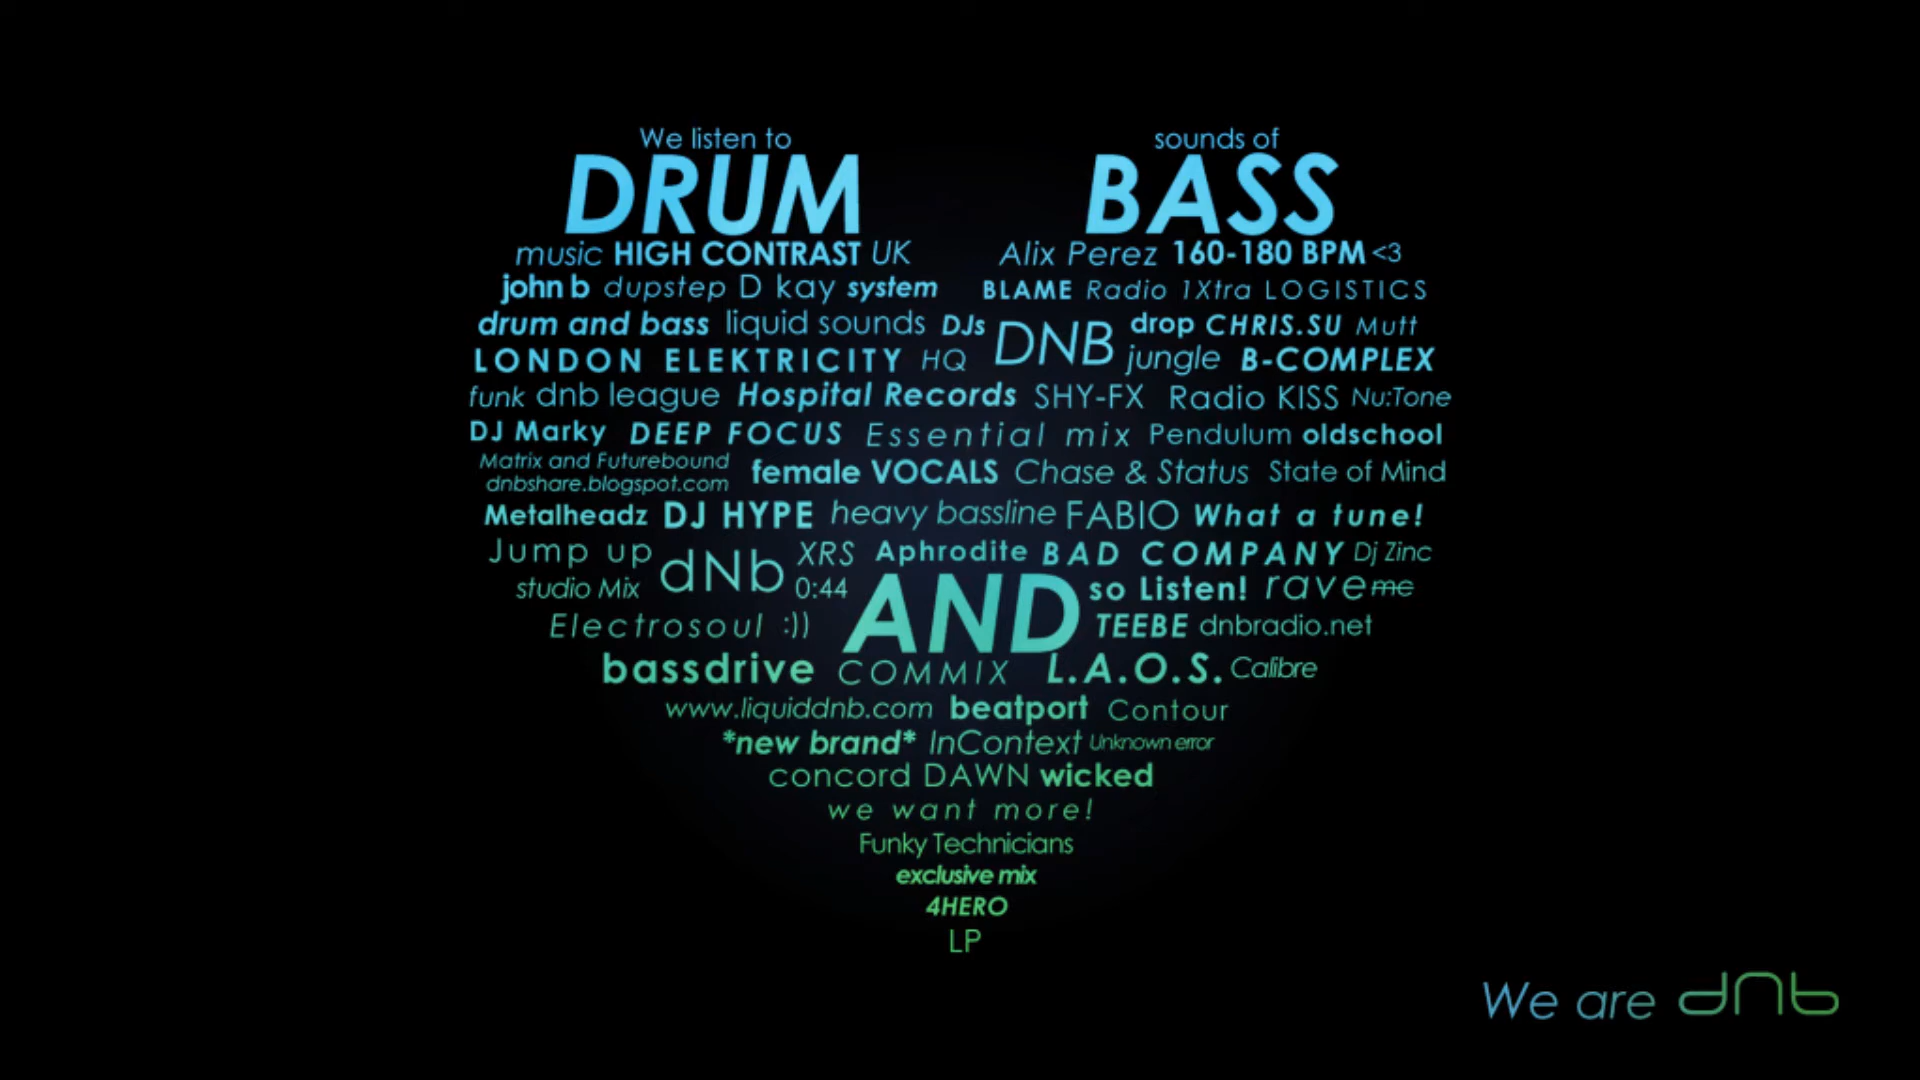 We listen to sounds of
DRUM BASS
music HIGH CONTRAST UK Alix Perez 160-180 BPM <3
john b dupstep D kay system BLAME Radio 1Xtra LOGISTICS
drum and bass liquid sounds DJs DNB drop CHRIS.SU Mutt
LONDON ELEKTRICITY HQ jungle B-COMPLEX
funk dnb league Hospital Records SHY-FX Radio KISS Nu:Tone
DJ Marky DEEP FOCUS Essential mix Pendulum oldschool
Matrix and Futurebound
dnbshare.blogspot.com female VOCALS Chase & Status State of Mind
Metalheadz DJ HYPE heavy bassline FABIO What a tune!
Jump up dNb XRS Aphrodite BAD COMPANY Dj Zinc
studio Mix 0:44 AND so Listen! rave mc
Electrosoul :)) TEEBE dnbradio.net
bassdrive COMMIX L.A.O.S. Calibre
www.liquiddnb.com beatport Contour
*new brand* InContext Unknown error
concord DAWN wicked
we want more!
Funky Technicians
exclusive mix
4HERO
LP
We are dnb